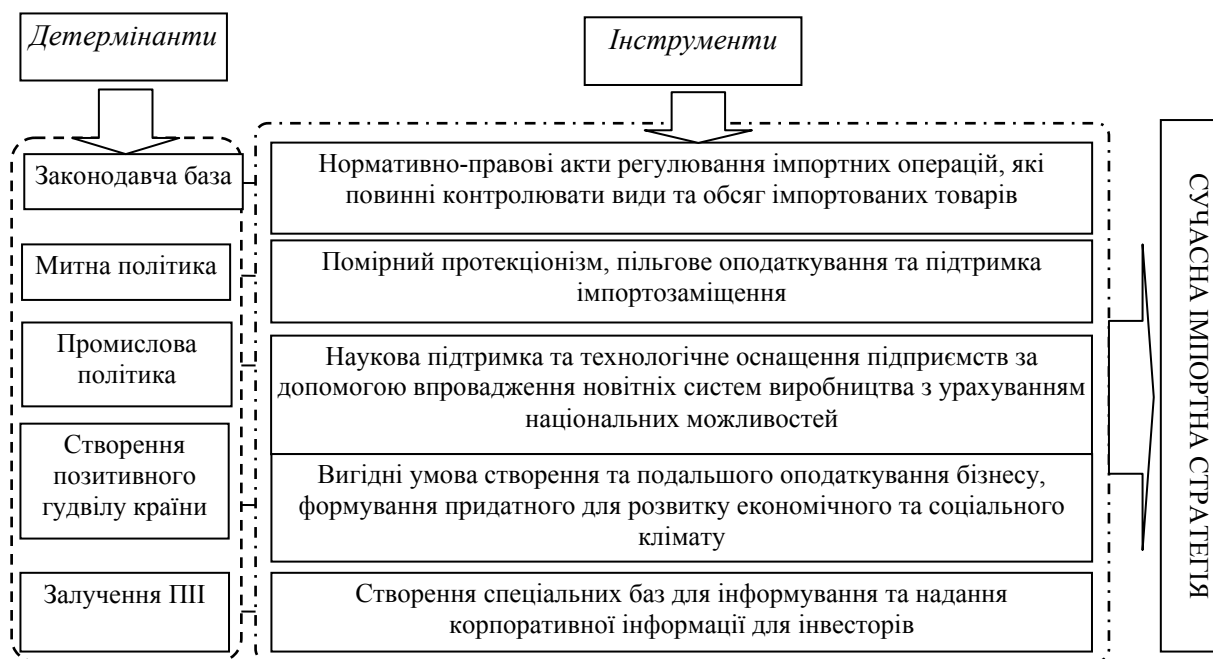 Детермінанти
Інструменти
Законодавча база
Нормативно-правові акти регулювання імпортних операцій, які
повинні контролювати види та обсяг імпортованих товарів
Митна політика
Помірний протекціонізм, пільгове оподаткування та підтримка
імпортозаміщення
Промислова
політика
Наукова підтримка та технологічне оснащення підприємств за
допомогою впровадження новітніх систем виробництва з урахуванням
національних можливостей
Створення
позитивного
гудвілу країни
Вигідні умова створення та подальшого оподаткування бізнесу,
формування придатного для розвитку економічного та соціального
клімату
Залучення ПІІ
Створення спеціальних баз для інформування та надання
корпоративної інформації для інвесторів
СУЧАСНА ІМПОРТНА СТРАТЕГІЯ